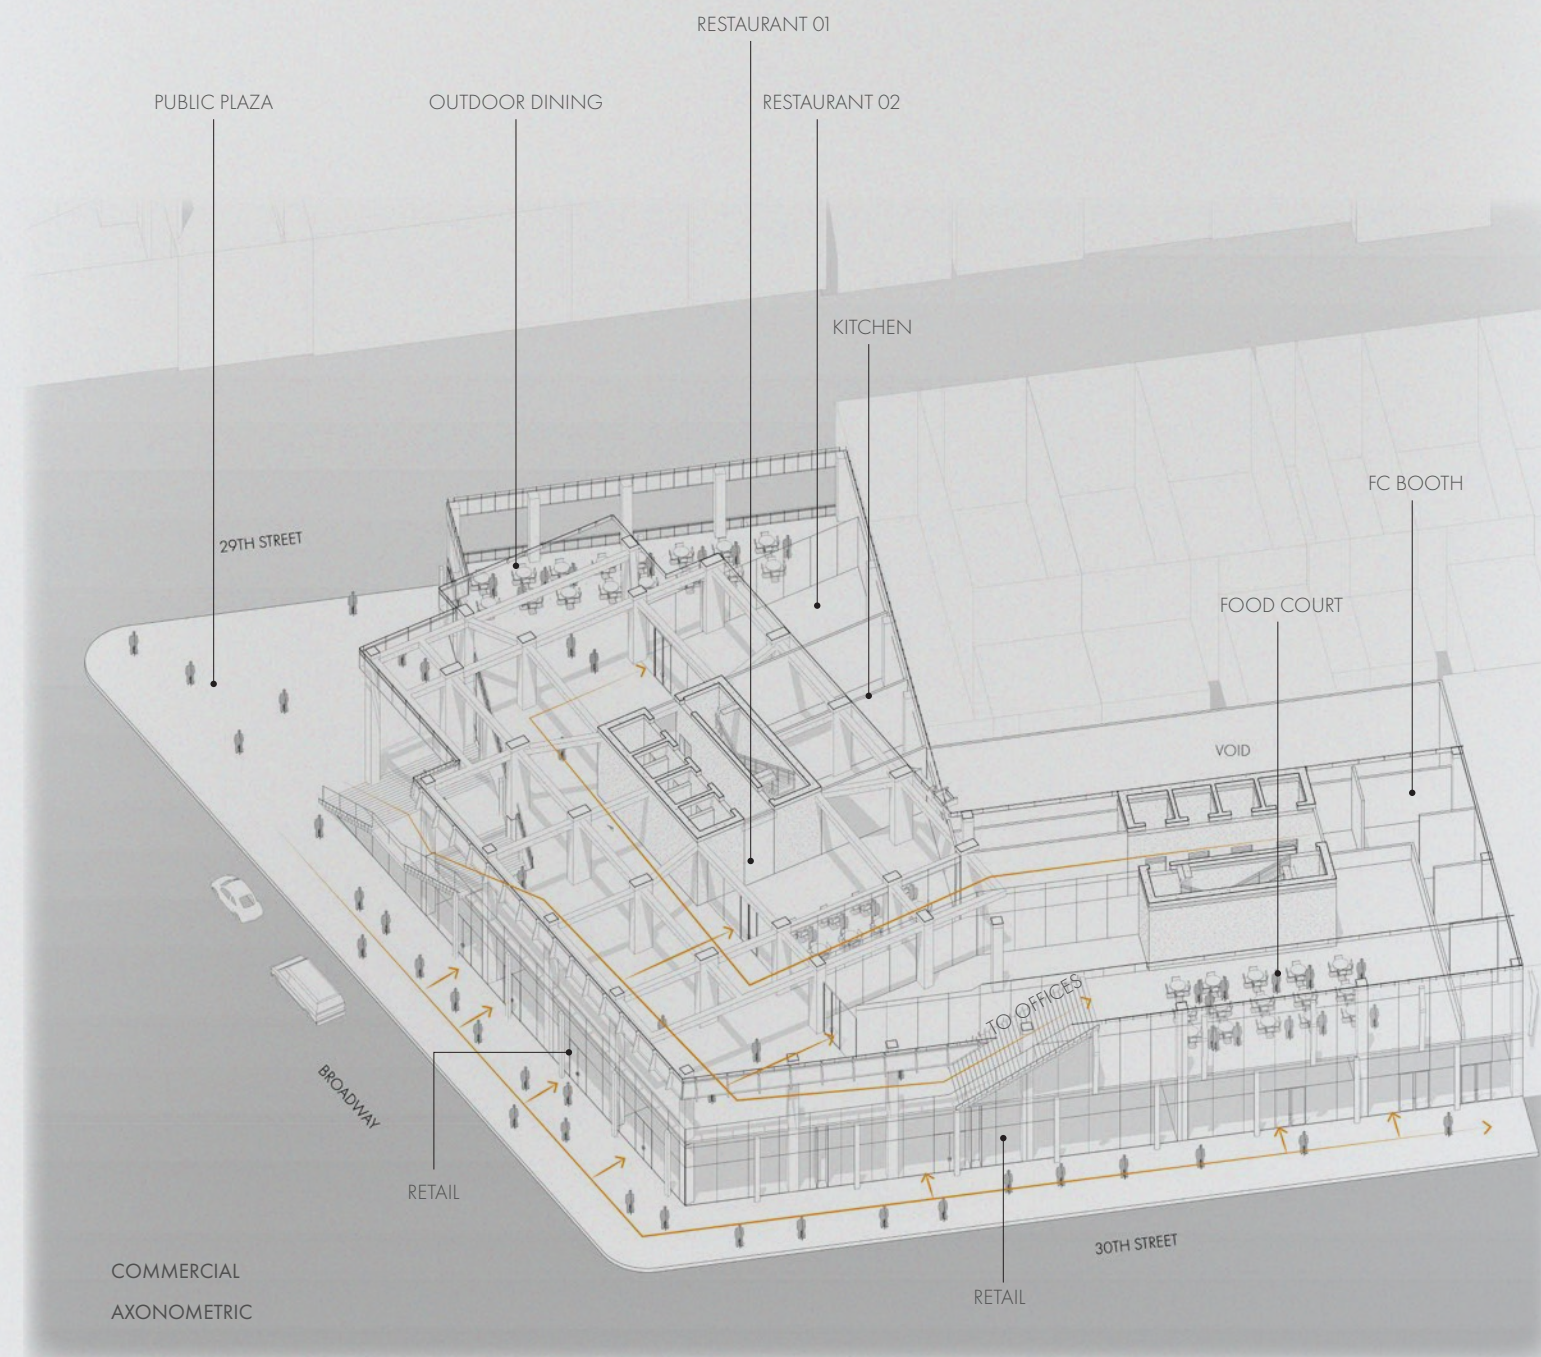 RESTAURANT 01
PUBLIC PLAZA
OUTDOOR DINING
RESTAURANT 02
KITCHEN
FC BOOTH
29TH STREET
FOOD COURT
VOID
TO OFFICES
BROADWAY
RETAIL
30TH STREET
COMMERCIAL
AXONOMETRIC
RETAIL